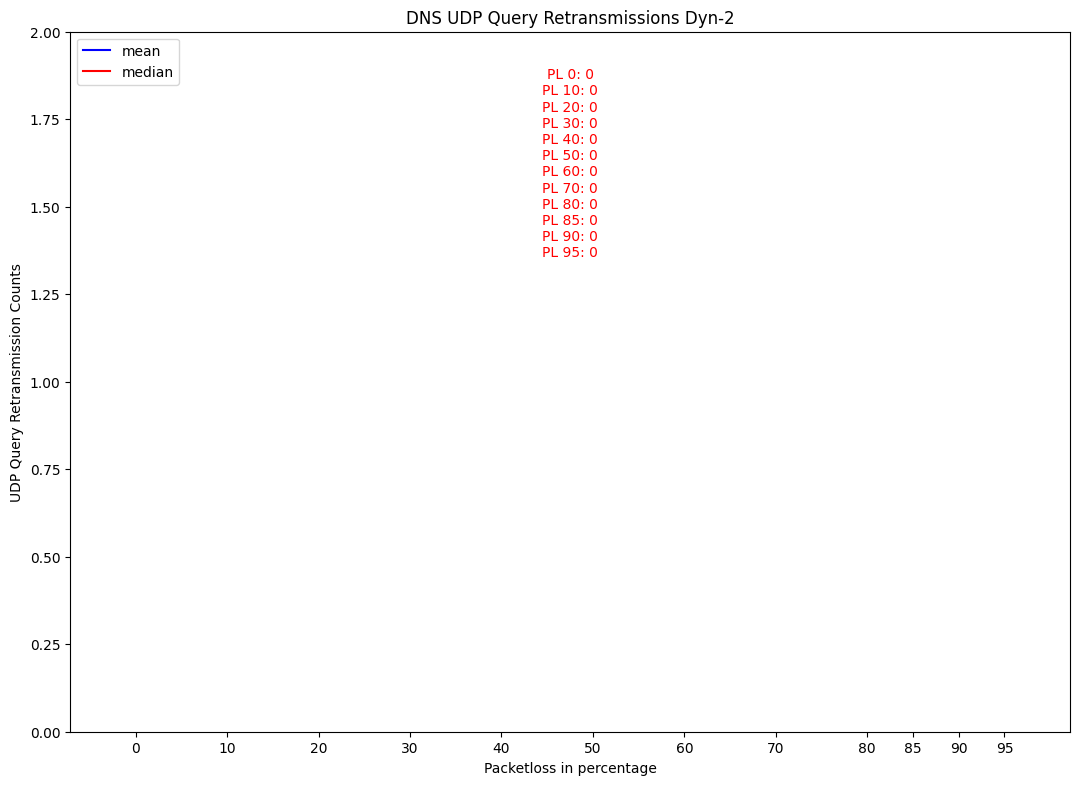 DNS UDP Query Retransmissions Dyn-2
2.00
1.75
1.50
1.25
1.00
0.75
0.50
0.25
0.00
UDP Query Retransmission Counts
mean
median
PL 0: 0
PL 10: 0
PL 20: 0
PL 30: 0
PL 40: 0
PL 50: 0
PL 60: 0
PL 70: 0
PL 80: 0
PL 85: 0
PL 90: 0
PL 95: 0
0 10 20 30 40 50 60 70 80 85 90 95
Packetloss in percentage